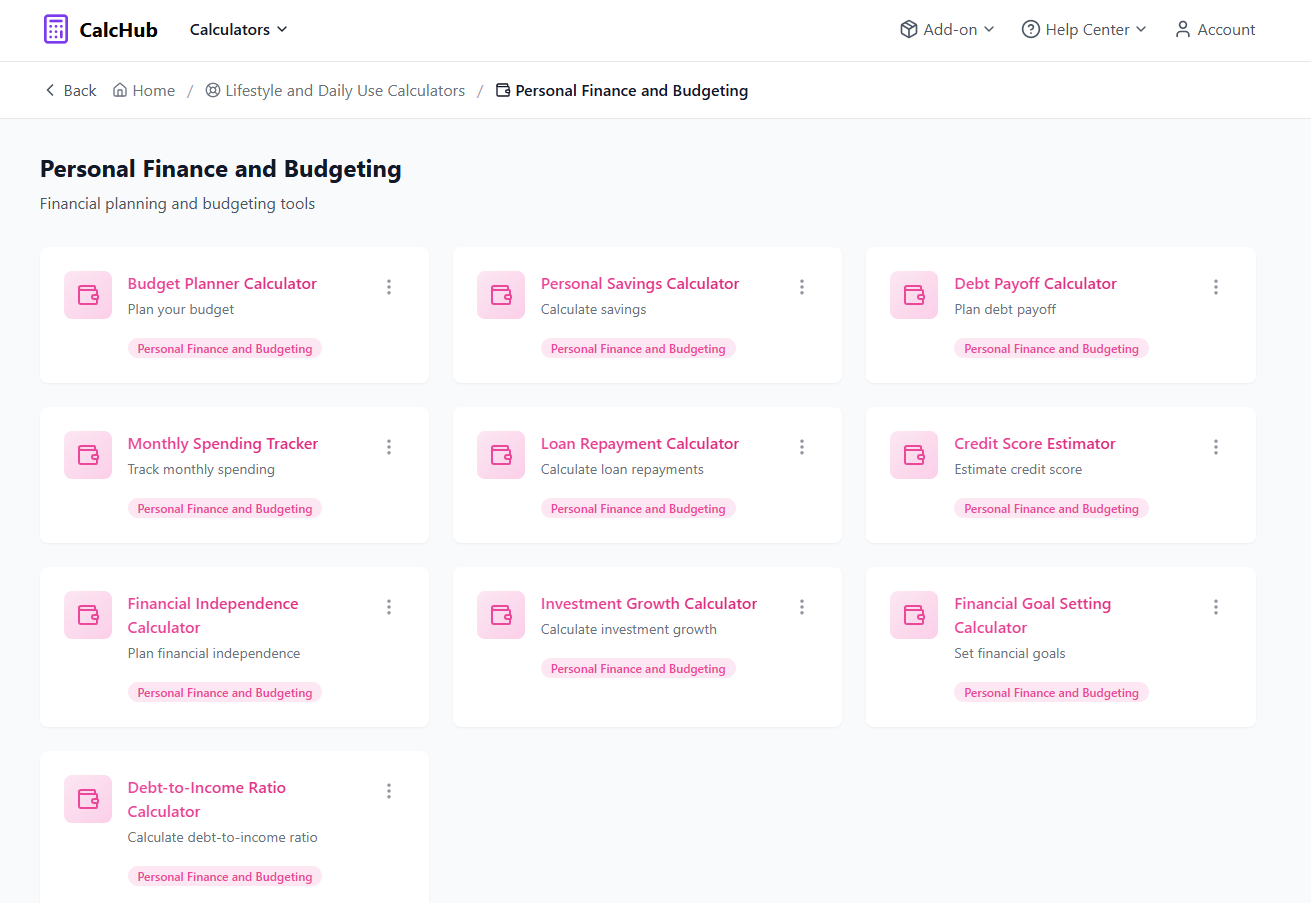 CalcHub Calculators Add-on Help Center Account
Back Home / Lifestyle and Daily Use Calculators / Personal Finance and Budgeting
Personal Finance and Budgeting
Financial planning and budgeting tools
Budget Planner Calculator
Plan your budget
Personal Finance and Budgeting
Personal Savings Calculator
Calculate savings
Personal Finance and Budgeting
Debt Payoff Calculator
Plan debt payoff
Personal Finance and Budgeting
Monthly Spending Tracker
Track monthly spending
Personal Finance and Budgeting
Loan Repayment Calculator
Calculate loan repayments
Personal Finance and Budgeting
Credit Score Estimator
Estimate credit score
Personal Finance and Budgeting
Financial Independence
Calculator
Plan financial independence
Personal Finance and Budgeting
Investment Growth Calculator
Calculate investment growth
Personal Finance and Budgeting
Financial Goal Setting
Calculator
Set financial goals
Personal Finance and Budgeting
Debt-to-Income Ratio
Calculator
Calculate debt-to-income ratio
Personal Finance and Budgeting